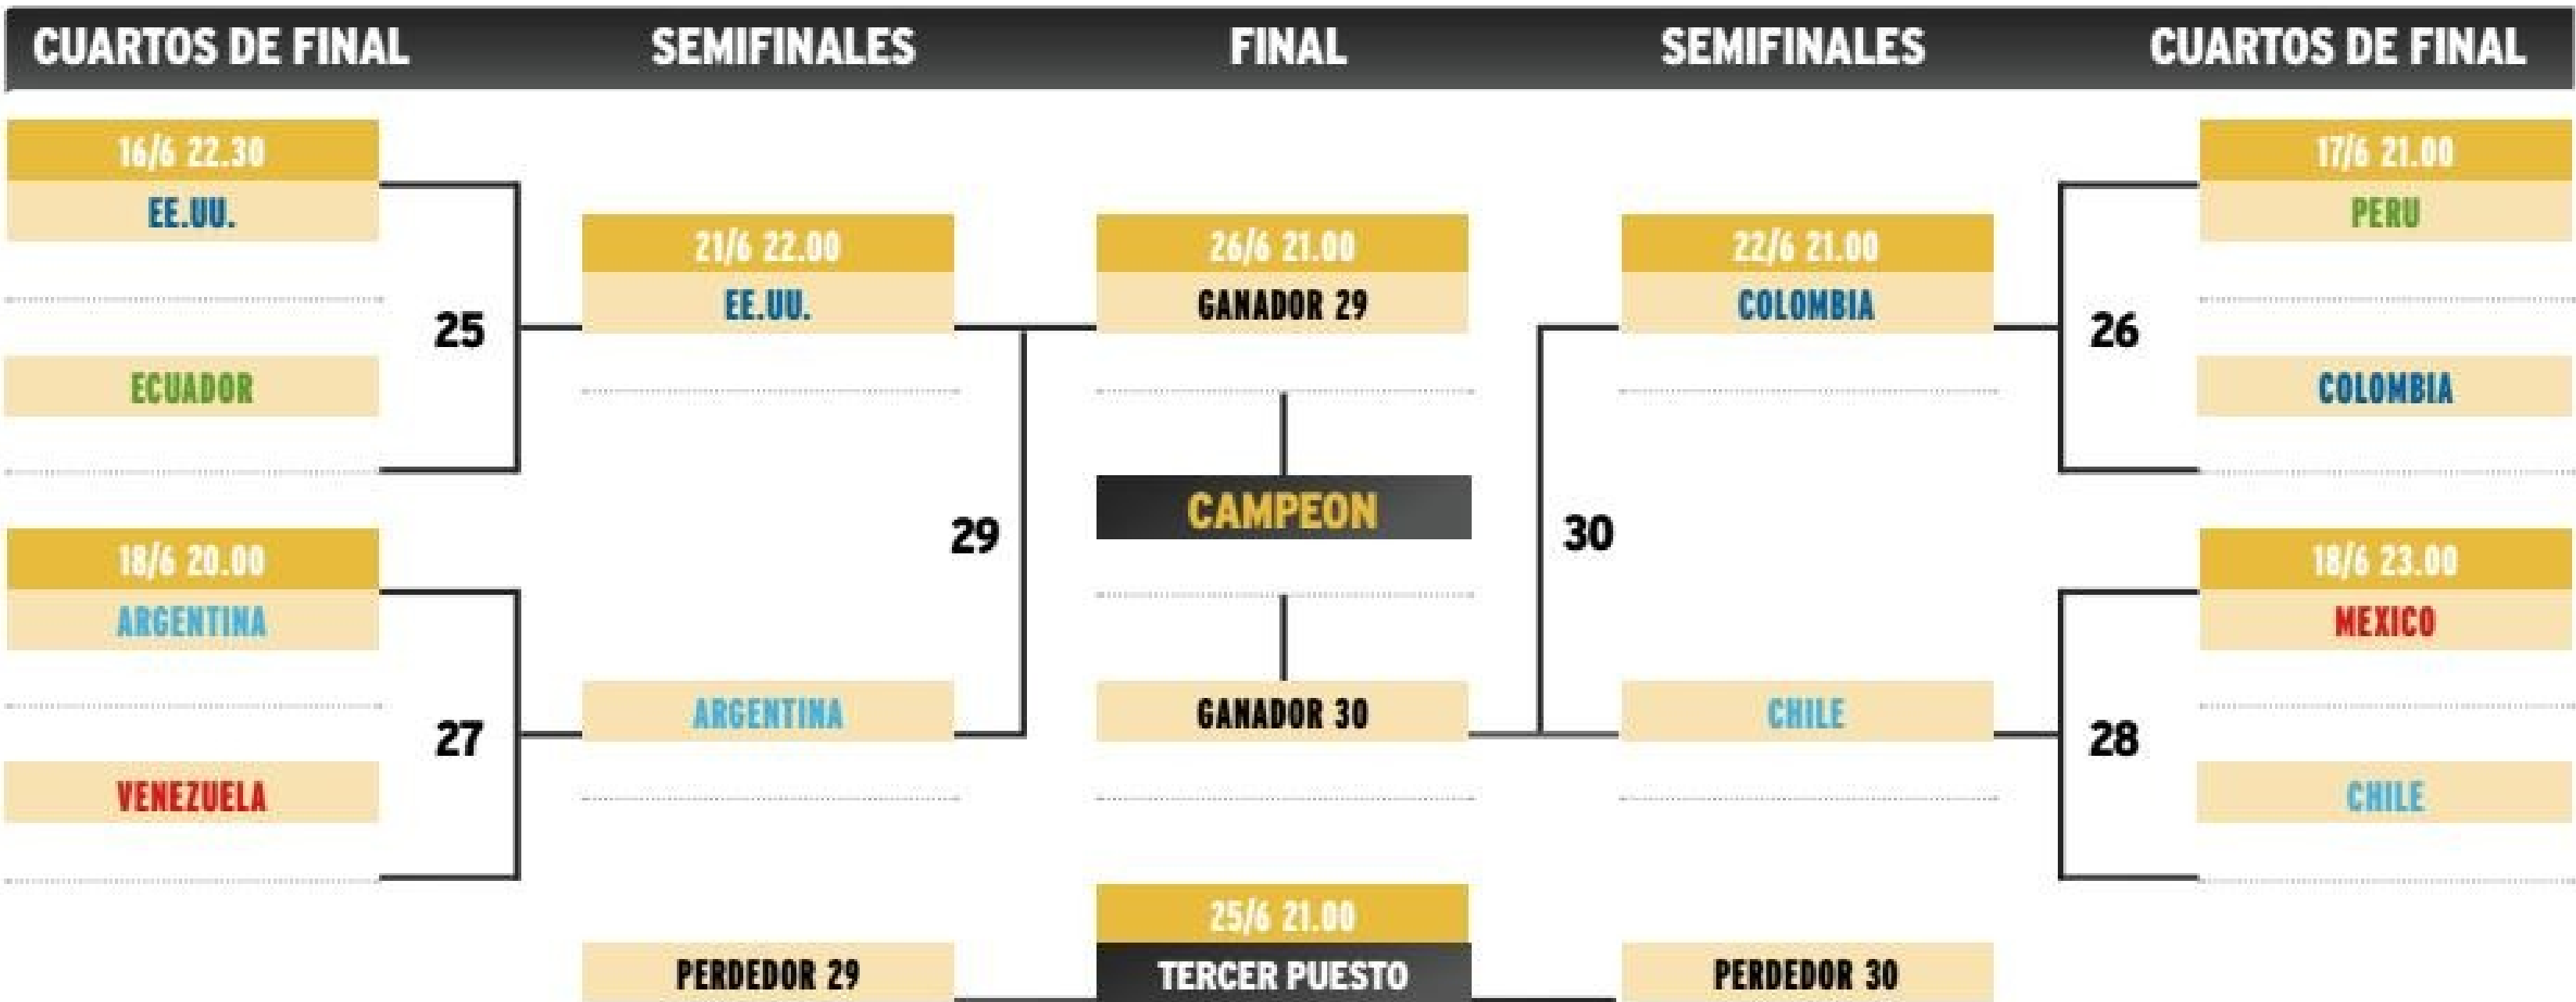 CUARTOS DE FINAL
SEMIFINALES
FINAL
SEMIFINALES
CUARTOS DE FINAL
16/6 22.30
EE.UU.
25
ECUADOR
18/6 20.00
ARGENTINA
27
VENEZUELA
21/6 22.00
EE.UU.
29
ARGENTINA
PERDEDOR 29
26/6 21.00
GANADOR 29
CAMPEON
GANADOR 30
25/6 21.00
TERCER PUESTO
22/6 21.00
COLOMBIA
30
CHILE
PERDEDOR 30
17/6 21.00
PERU
26
COLOMBIA
18/6 23.00
MEXICO
28
CHILE